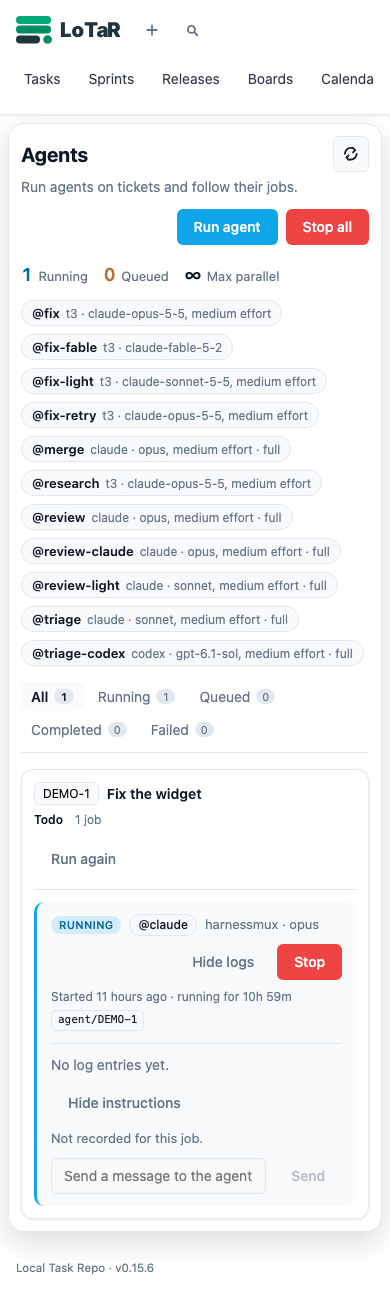 LoTaR
Tasks Sprints Releases Boards Calenda
Agents
Run agents on tickets and follow their jobs.
Run agent Stop all
1 Running 0 Queued ∞ Max parallel
@fix t3 · claude-opus-5-5, medium effort
@fix-fable t3 · claude-fable-5-2
@fix-light t3 · claude-sonnet-5-5, medium effort
@fix-retry t3 · claude-opus-5-5, medium effort
@merge claude · opus, medium effort · full
@research t3 · claude-opus-5-5, medium effort
@review claude · opus, medium effort · full
@review-claude claude · opus, medium effort · full
@review-light claude · sonnet, medium effort · full
@triage claude · sonnet, medium effort · full
@triage-codex codex · gpt-6.1-sol, medium effort · full
All 1 Running 1 Queued 0
Completed 0 Failed 0
DEMO-1 Fix the widget
Todo 1 job
Run again
RUNNING @claude harnessmux · opus
Hide logs Stop
Started 11 hours ago · running for 10h 59m
agent/DEMO-1
No log entries yet.
Hide instructions
Not recorded for this job.
Send a message to the agent Send
Local Task Repo · v0.15.6